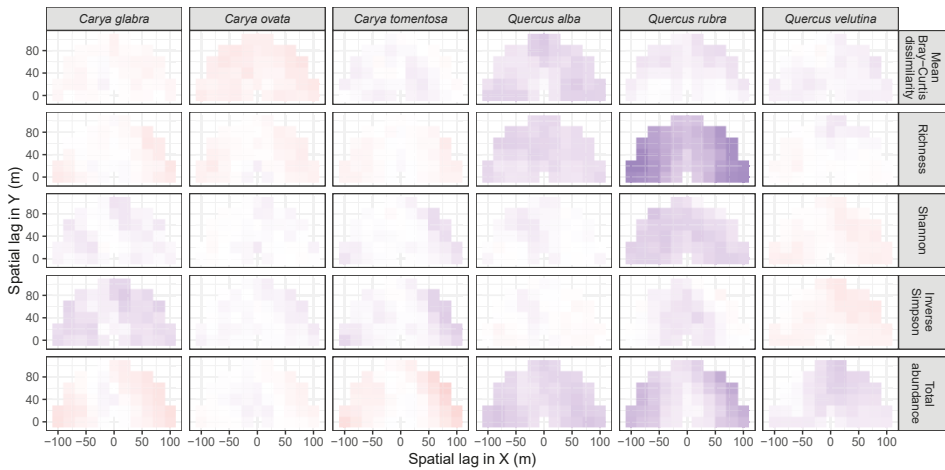 Carya glabra Carya ovata Carya tomentosa Quercus alba Quercus rubra Quercus velutina
80
40
0
Mean
Bray−Curtis
dissimilarity
80
40
0
Richness
80
40
0
Shannon
80
40
0
Inverse
Simpson
80
40
0
Total
abundance
Spatial lag in Y (m)
−100 −50 0 50 100 −100 −50 0 50 100 −100 −50 0 50 100 −100 −50 0 50 100 −100 −50 0 50 100 −100 −50 0 50 100
Spatial lag in X (m)